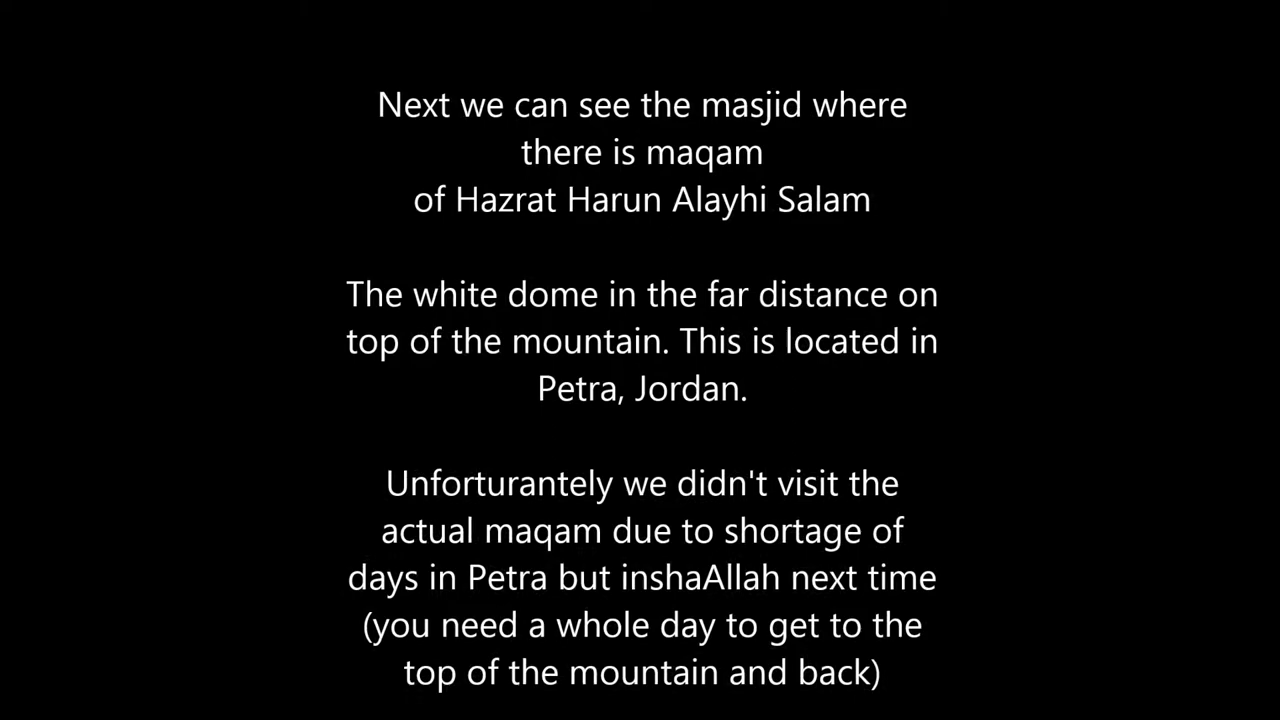 Next we can see the masjid where
there is maqam
of Hazrat Harun Alayhi Salam
The white dome in the far distance on
top of the mountain. This is located in
Petra, Jordan.
Unforturantely we didn't visit the
actual maqam due to shortage of
days in Petra but inshaAllah next time
(you need a whole day to get to the
top of the mountain and back)